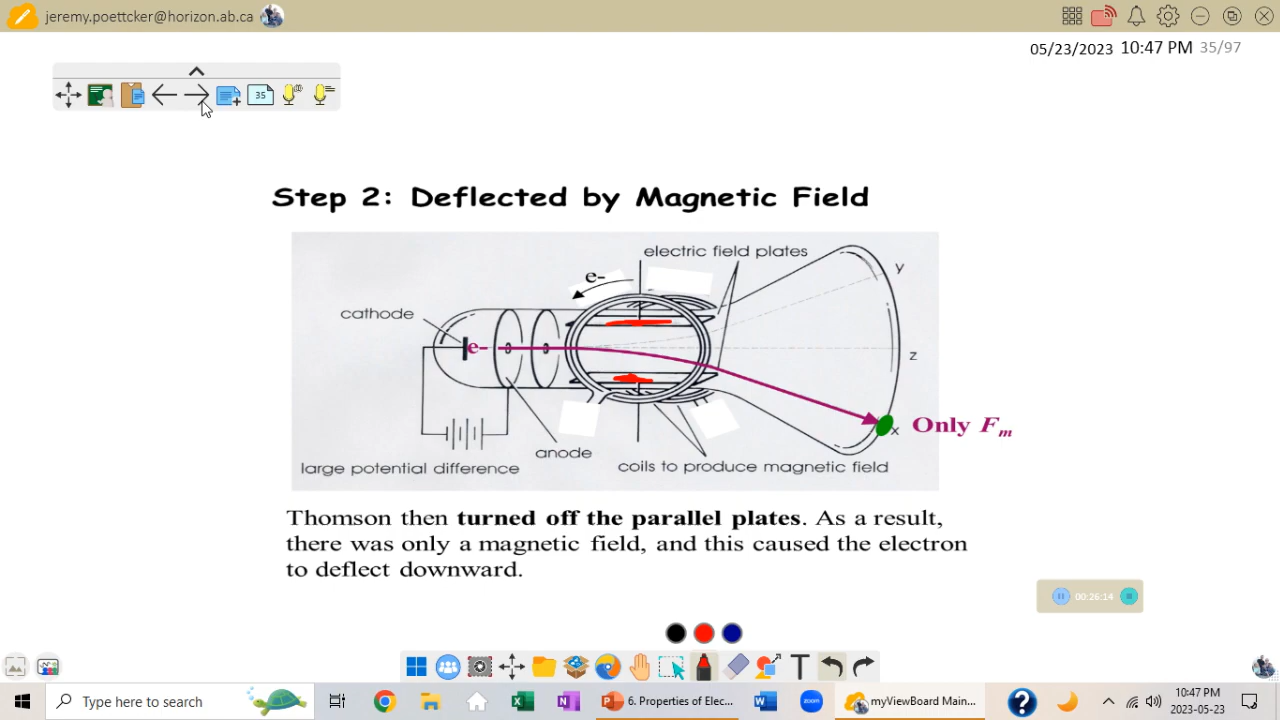 jeremy.poettcker@horizon.ab.ca
05/23/2023 10:47 PM 35/97
35
Step 2: Deflected by Magnetic Field
electric field plates
e-
y
cathode
e-
z
x
Only Fm
anode
large potential difference
coils to produce magnetic field
Thomson then turned off the parallel plates. As a result,
there was only a magnetic field, and this caused the electron
to deflect downward.
00:26:14
T
Type here to search
6. Properties of Elec...
zoom
myViewBoard Main...
10:47 PM
2023-05-23